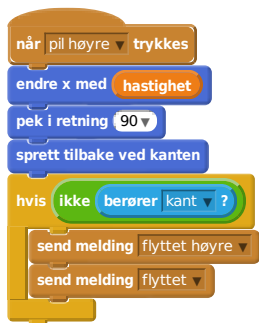 når pil høyre trykkes
endre x med hastighet
pek i retning 90
sprett tilbake ved kanten
hvis ikke berører kant ?
send melding flyttet høyre
send melding flyttet